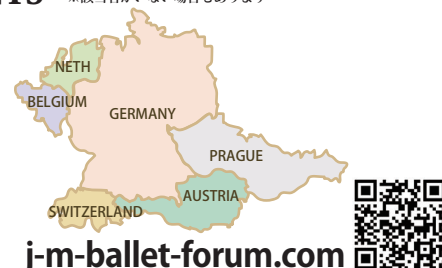 NETH
BELGIUM
GERMANY
PRAGUE
AUSTRIA
SWITZERLAND
j-m-ballet-forum.com